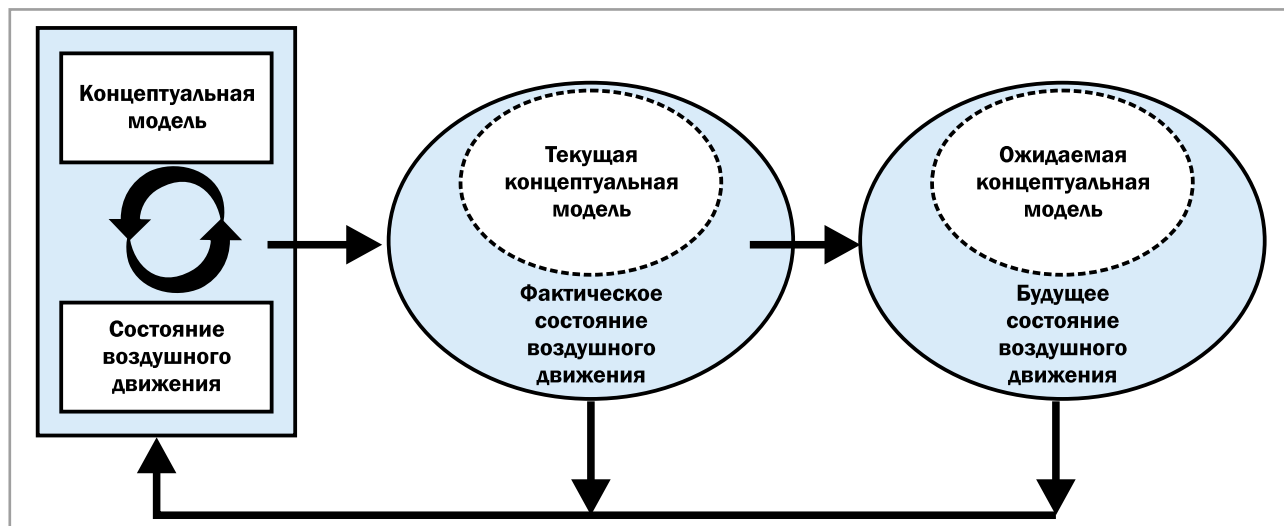 Концептуальная
модель
Состояние
воздушного
движения
Текущая
концептуальная
модель
Фактическое
состояние
воздушного
движения
Ожидаемая
концептуальная
модель
Будущее
состояние
воздушного
движения